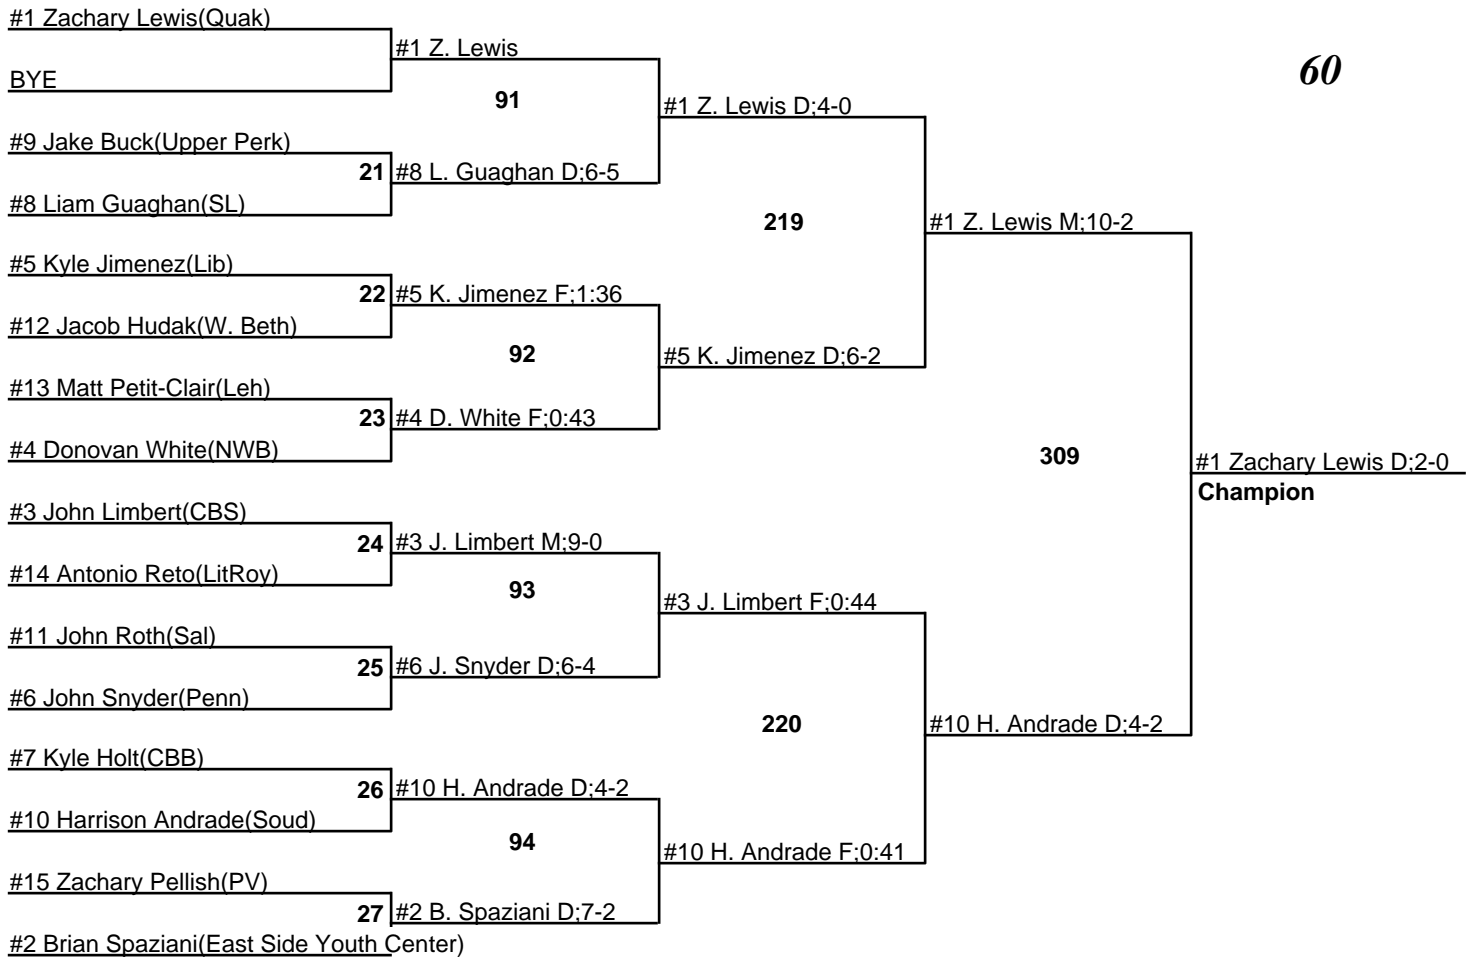 #1 Zachary Lewis(Quak)
#1 Z. Lewis
60
BYE
91
#1 Z. Lewis D;4-0
#9 Jake Buck(Upper Perk)
21
#8 L. Guaghan D;6-5
#8 Liam Guaghan(SL)
219
#1 Z. Lewis M;10-2
#5 Kyle Jimenez(Lib)
22
#5 K. Jimenez F;1:36
#12 Jacob Hudak(W. Beth)
92
#5 K. Jimenez D;6-2
#13 Matt Petit-Clair(Leh)
23
#4 D. White F;0:43
#4 Donovan White(NWB)
309
#1 Zachary Lewis D;2-0
Champion
#3 John Limbert(CBS)
24
#3 J. Limbert M;9-0
#14 Antonio Reto(LitRoy)
93
#3 J. Limbert F;0:44
#11 John Roth(Sal)
25
#6 J. Snyder D;6-4
#6 John Snyder(Penn)
220
#10 H. Andrade D;4-2
#7 Kyle Holt(CBB)
26
#10 H. Andrade D;4-2
#10 Harrison Andrade(Soud)
94
#10 H. Andrade F;0:41
#15 Zachary Pellish(PV)
27
#2 B. Spaziani D;7-2
#2 Brian Spaziani(East Side Youth Center)